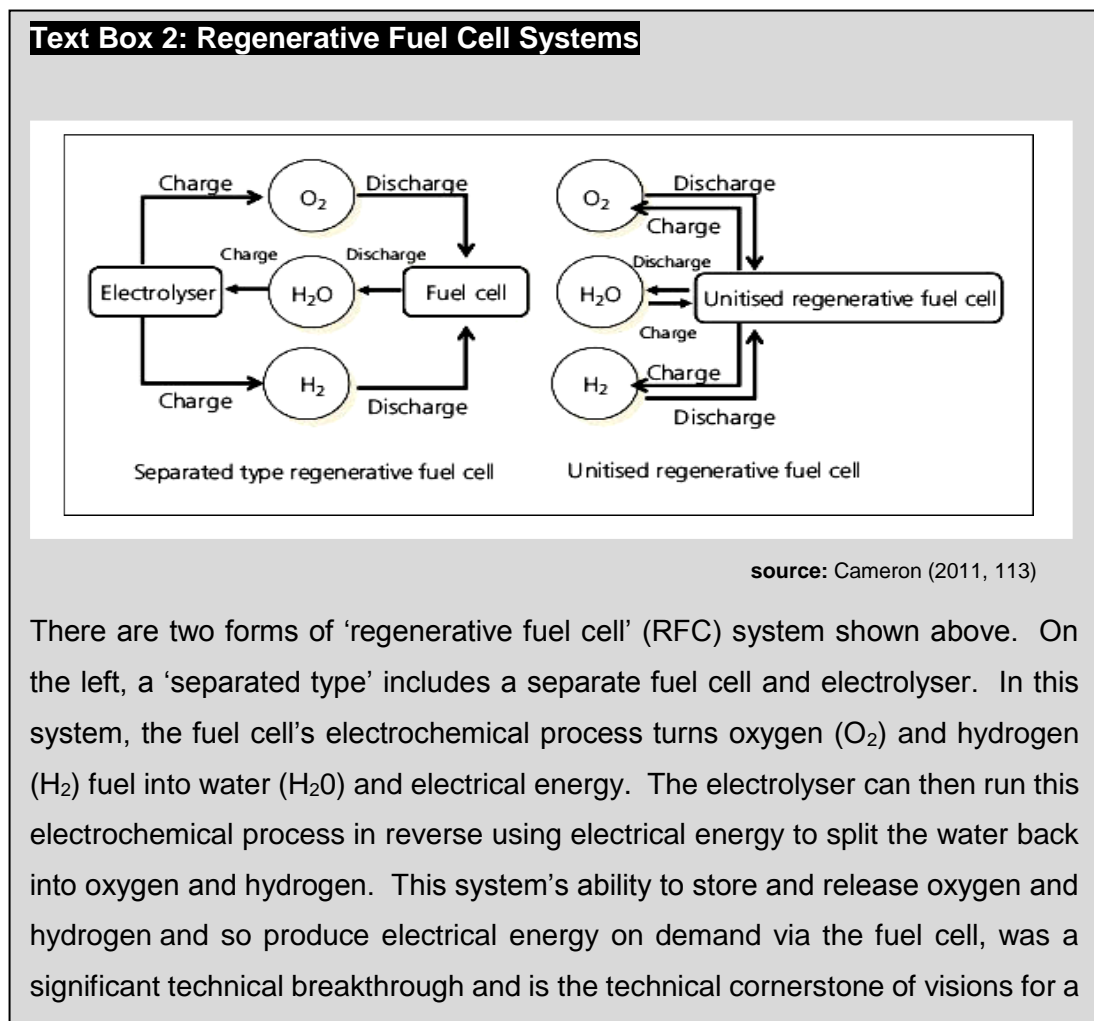 Text Box 2: Regenerative Fuel Cell Systems
Charge
O₂
Discharge
Charge
Discharge
Electrolyser
H₂O
Fuel cell
H₂
Charge
Discharge
Separated type regenerative fuel cell
O₂
Discharge
Charge
Discharge
H₂O
Unitised regenerative fuel cell
Charge
H₂
Charge
Discharge
Unitised regenerative fuel cell
source: Cameron (2011, 113)
There are two forms of ‘regenerative fuel cell’ (RFC) system shown above. On
the left, a ‘separated type’ includes a separate fuel cell and electrolyser. In this
system, the fuel cell’s electrochemical process turns oxygen (O₂) and hydrogen
(H₂) fuel into water (H₂0) and electrical energy. The electrolyser can then run this
electrochemical process in reverse using electrical energy to split the water back
into oxygen and hydrogen. This system’s ability to store and release oxygen and
hydrogen and so produce electrical energy on demand via the fuel cell, was a
significant technical breakthrough and is the technical cornerstone of visions for a